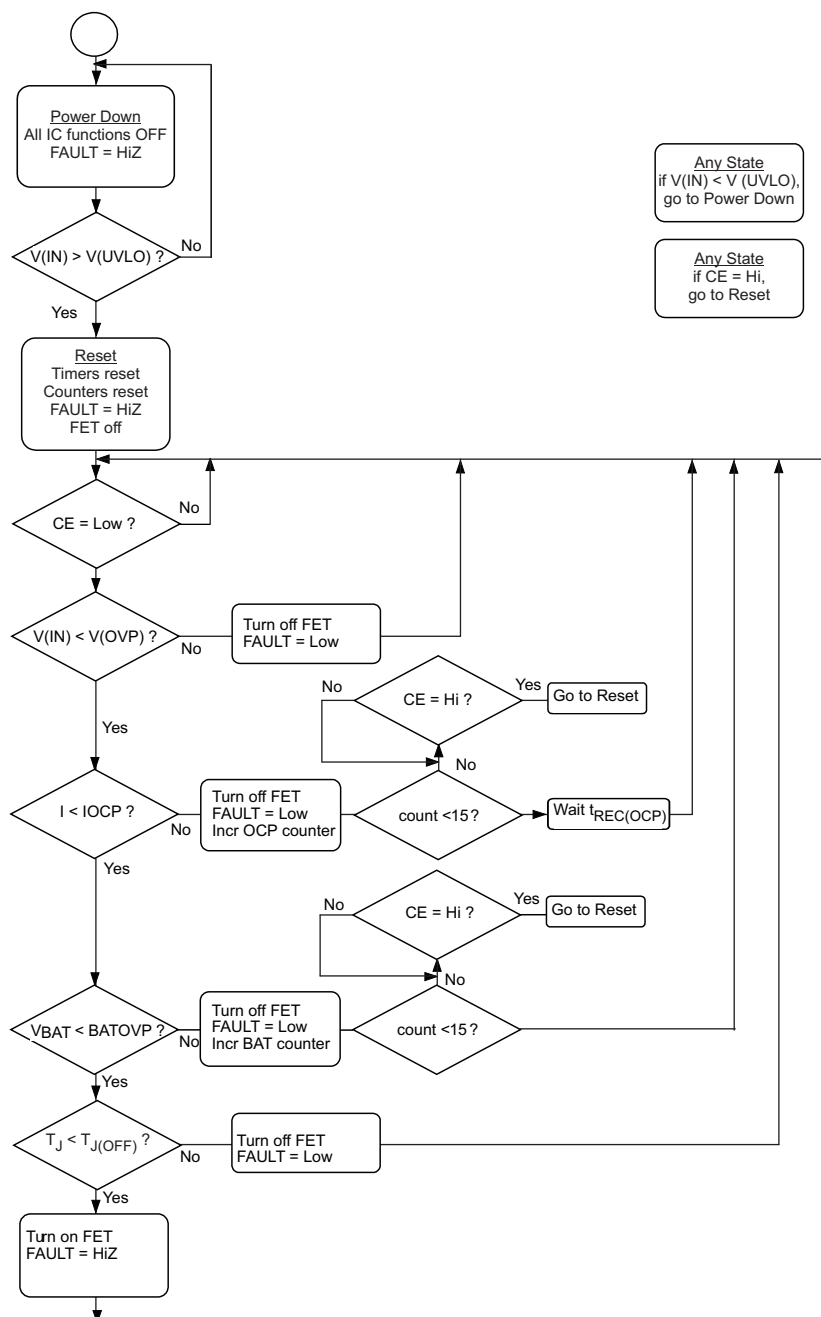 Power Down
All IC functions OFF
FAULT = HiZ
Any State
if V(IN) < V (UVLO),
go to Power Down
V(IN) > V(UVLO) ?
No
Any State
if CE = Hi,
go to Reset
Yes
Reset
Timers reset
Counters reset
FAULT = HiZ
FET off
CE = Low ?
No
V(IN) < V(OVP) ?
No
Turn off FET
FAULT = Low
Yes
No
CE = Hi ?
Yes
Go to Reset
No
I < IOCP ?
No
Turn off FET
FAULT = Low
Incr OCP counter
count <15 ?
Wait tREC(OCP)
Yes
No
CE = Hi ?
Yes
Go to Reset
No
VBAT < BATOVP ?
No
Turn off FET
FAULT = Low
Incr BAT counter
count <15 ?
Yes
TJ < TJ(OFF) ?
No
Turn off FET
FAULT = Low
Yes
Turn on FET
FAULT = HiZ